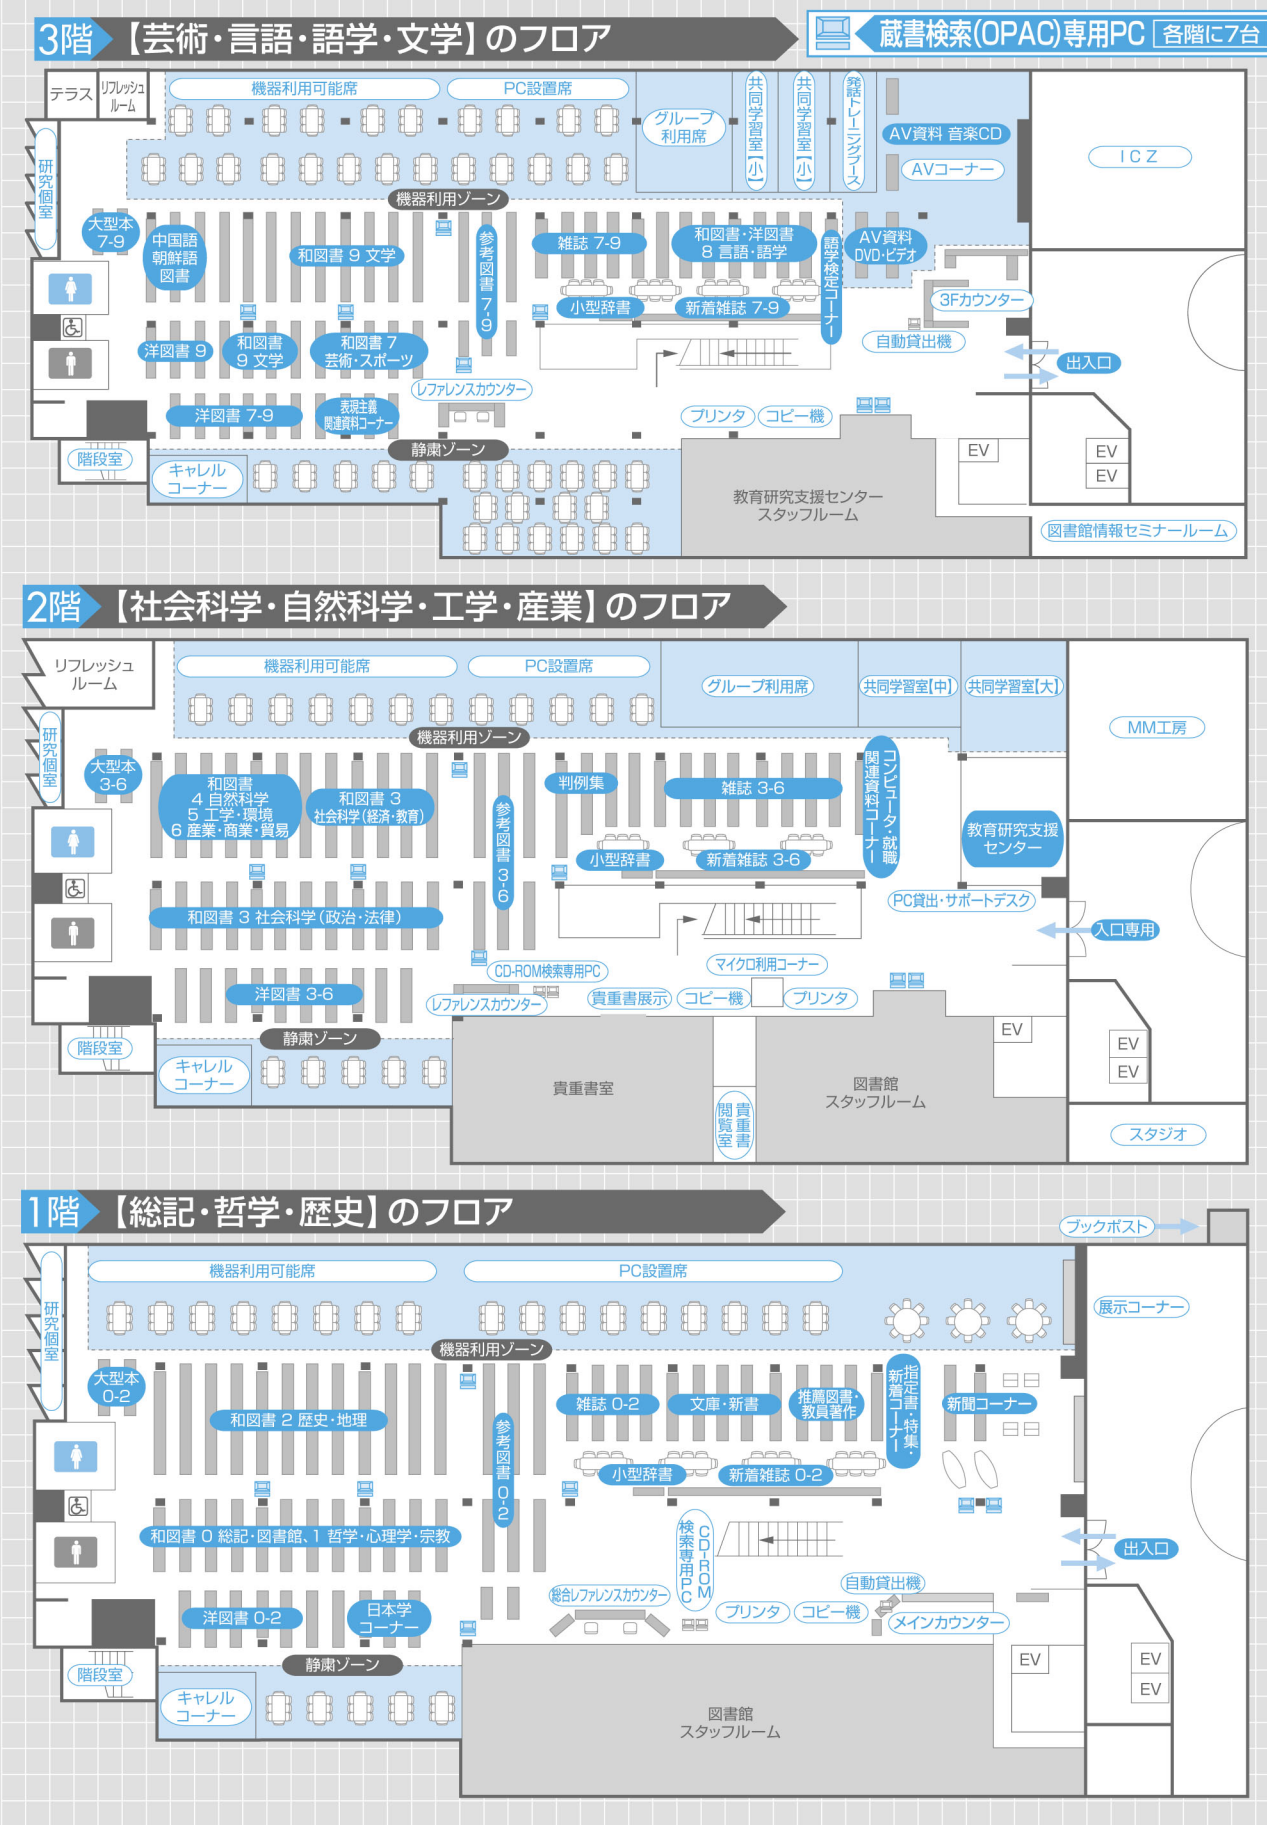 3階 【芸術・言語・語学・文学】のフロア
蔵書検索(OPAC)専用PC 各階に7台
テラス
リフレッシュ
ルーム
機器利用可能席
PC設置席
グループ
利用席
共同学習室【小】
共同学習室【小】
発話トレーニングブース
AV資料 音楽CD
AVコーナー
ICZ
研究個室
機器利用ゾーン
大型本
7-9
中国語
朝鮮語
図書
和図書 9 文学
参考図書 7-9
雑誌 7-9
和図書・洋図書
8 言語・語学
語学検定コーナー
AV資料
DVD・ビデオ
小型辞書
新着雑誌 7-9
3Fカウンター
自動貸出機
出入口
洋図書 9
和図書
9 文学
和図書 7
芸術・スポーツ
レファレンスカウンター
洋図書 7-9
表現主義
関連資料コーナー
プリンタ
コピー機
静粛ゾーン
階段室
キャレル
コーナー
教育研究支援センター
スタッフルーム
EV
EV
EV
図書館情報セミナールーム
2階 【社会科学・自然科学・工学・産業】のフロア
リフレッシュ
ルーム
機器利用可能席
PC設置席
グループ利用席
共同学習室【中】
共同学習室【大】
MM工房
研究個室
機器利用ゾーン
大型本
3-6
和図書
4 自然科学
5 工学・環境
6 産業・商業・貿易
和図書 3
社会科学(経済・教育)
参考図書 3-6
判例集
雑誌 3-6
コンピュータ・就職
関連資料コーナー
教育研究支援
センター
小型辞書
新着雑誌 3-6
PC貸出・サポートデスク
入口専用
和図書 3 社会科学(政治・法律)
CD-ROM検索専用PC
マイクロ利用コーナー
洋図書 3-6
レファレンスカウンター
貴重書展示
コピー機
プリンタ
静粛ゾーン
階段室
キャレル
コーナー
貴重書室
貴重書
閲覧室
図書館
スタッフルーム
EV
EV
EV
スタジオ
1階 【総記・哲学・歴史】のフロア
ブックポスト
機器利用可能席
PC設置席
展示コーナー
研究個室
機器利用ゾーン
大型本
0-2
和図書 2 歴史・地理
参考図書 0-2
雑誌 0-2
文庫・新書
推薦図書・
教員著作
指定書・特集・
新着コーナー
新聞コーナー
小型辞書
新着雑誌 0-2
和図書 0 総記・図書館、1 哲学・心理学・宗教
CD-ROM
検索専用PC
出入口
総合レファレンスカウンター
自動貸出機
洋図書 0-2
日本学
コーナー
プリンタ
コピー機
メインカウンター
静粛ゾーン
階段室
キャレル
コーナー
図書館
スタッフルーム
EV
EV
EV